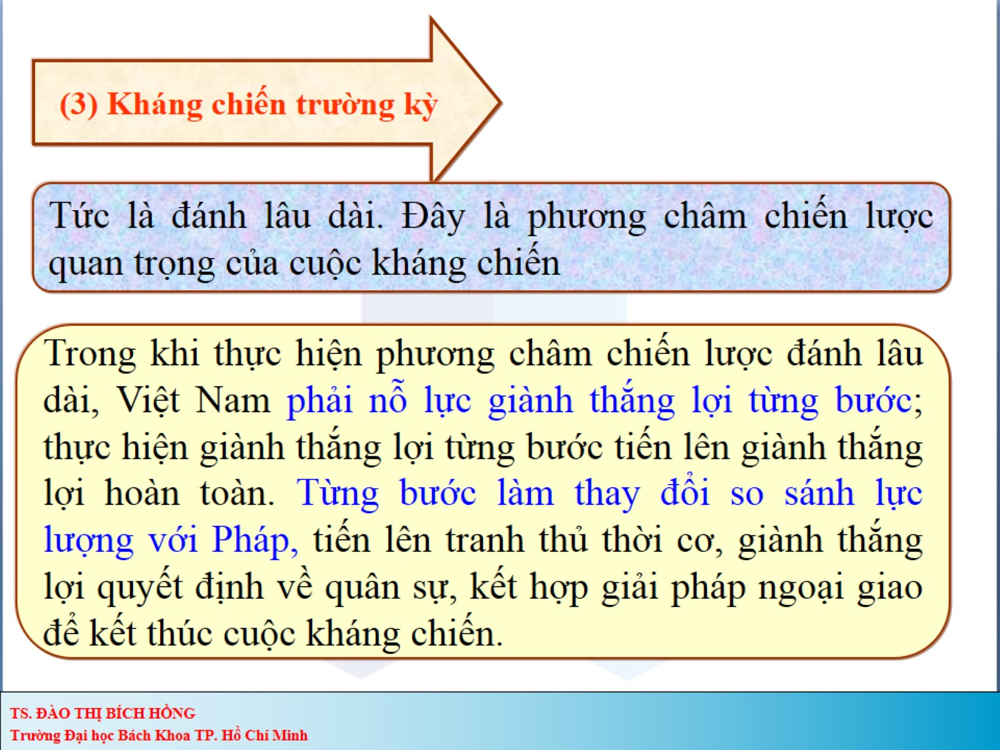 (3) Kháng chiến trường kỳ
Tức là đánh lâu dài. Đây là phương châm chiến lược
quan trọng của cuộc kháng chiến
Trong khi thực hiện phương châm chiến lược đánh lâu
dài, Việt Nam phải nỗ lực giành thắng lợi từng bước;
thực hiện giành thắng lợi từng bước tiến lên giành thắng
lợi hoàn toàn. Từng bước làm thay đổi so sánh lực
lượng với Pháp, tiến lên tranh thủ thời cơ, giành thắng
lợi quyết định về quân sự, kết hợp giải pháp ngoại giao
để kết thúc cuộc kháng chiến.
TS. ĐÀO THỊ BÍCH HỒNG
Trường Đại học Bách Khoa TP. Hồ Chí Minh